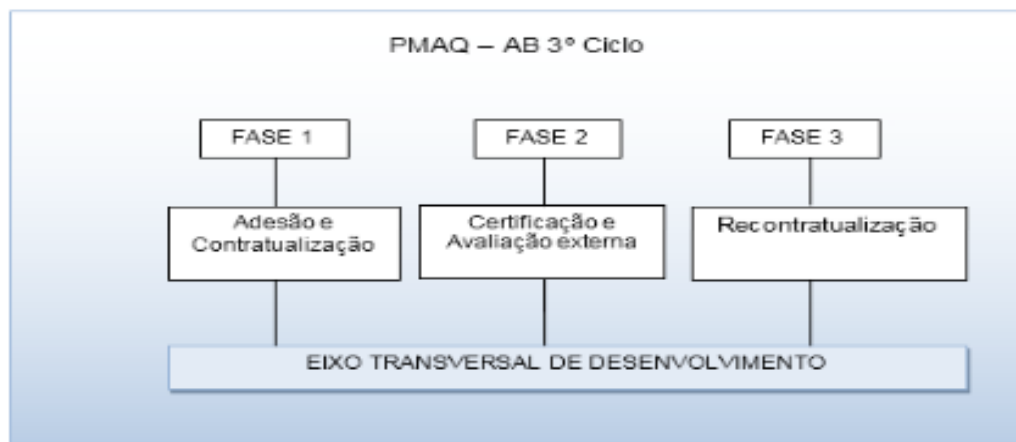 PMAQ – AB 3º Ciclo
FASE 1
FASE 2
FASE 3
Adesão e
Contratualização
Certificação e
Avaliação externa
Recontratualização
EIXO TRANSVERSAL DE DESENVOLVIMENTO